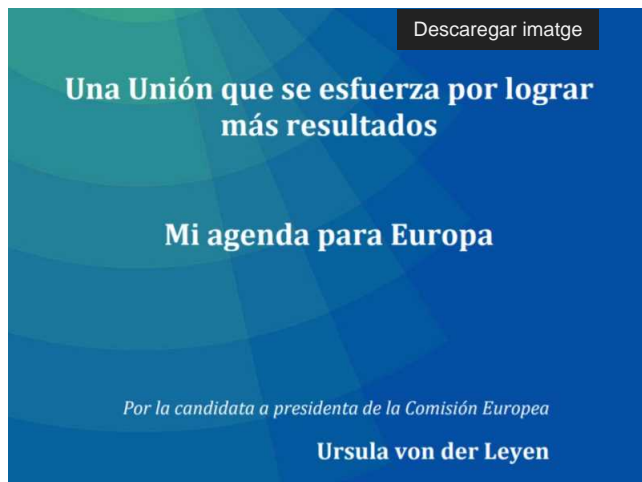 Descaregar imatge
Una Unión que se esfuerza por lograr
más resultados
Mi agenda para Europa
Por la candidata a presidenta de la Comisión Europea
Ursula von der Leyen